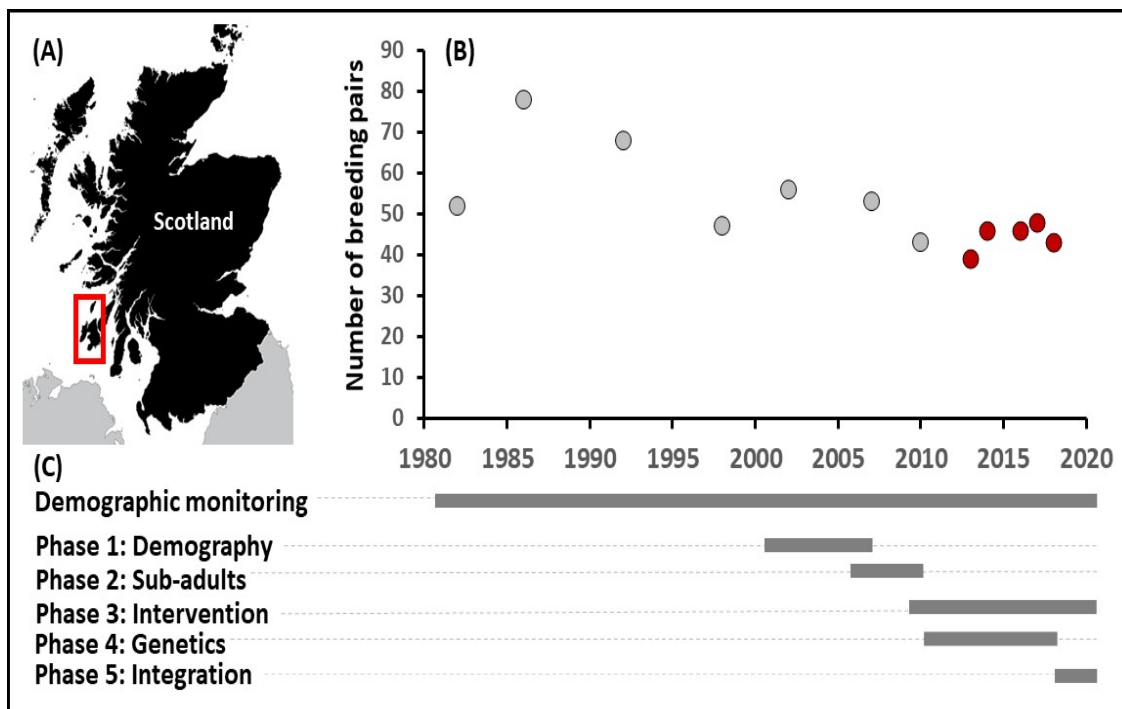 (A)
Scotland
(B)
Number of breeding pairs
90
80
70
60
50
40
30
20
10
0
1980 1985 1990 1995 2000 2005 2010 2015 2020
(C)
Demographic monitoring
Phase 1: Demography
Phase 2: Sub-adults
Phase 3: Intervention
Phase 4: Genetics
Phase 5: Integration